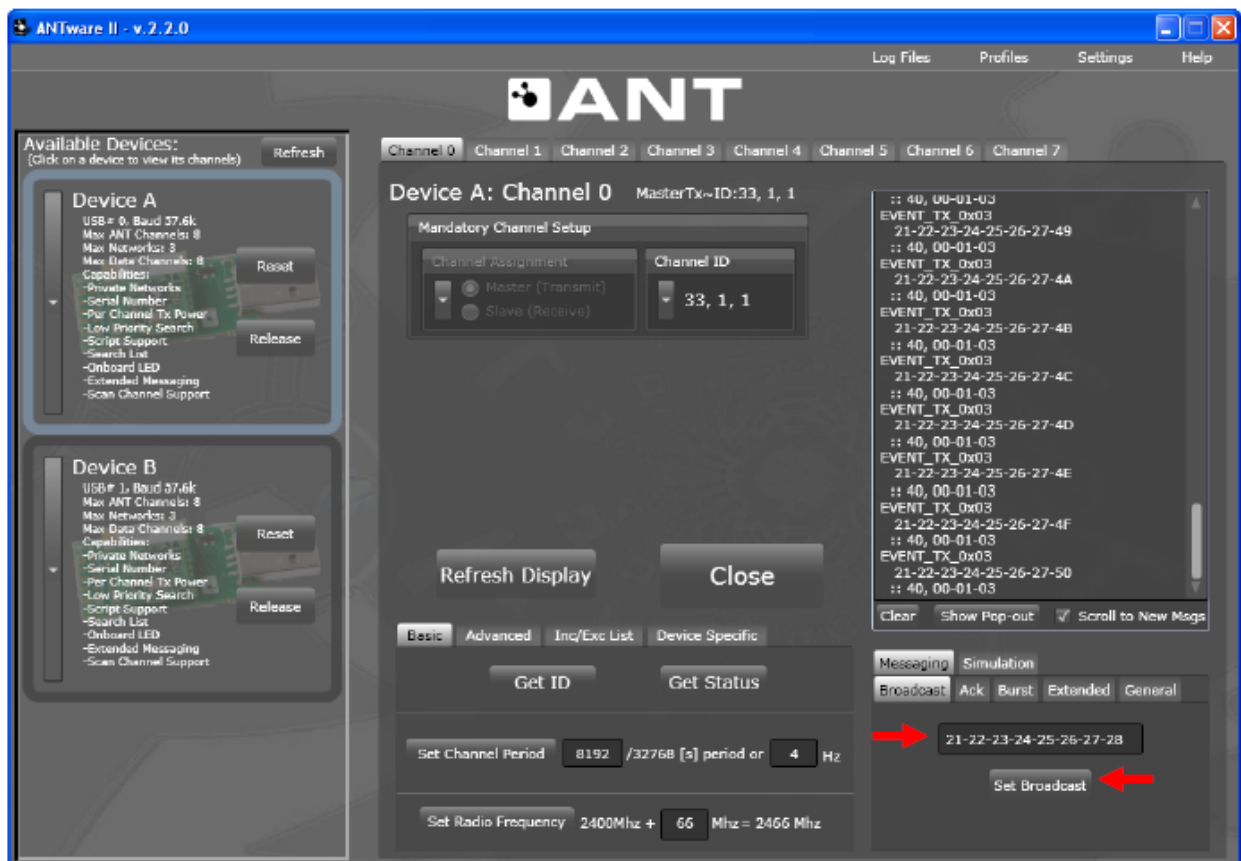 ANTware II - v.2.2.0
Log Files Profiles Settings Help
ANT
Available Devices:
(Click on a device to view its channels)
Refresh
Device A
USB# 0, Baud 57.6k
Max ANT Channels: 8
Max Networks: 3
Max Data Channels: 8
Capabilities:
-Private Networks
-Serial Number
-Per Channel Tx Power
-Low Priority Search
-Script Support
-Search List
-Onboard LED
-Extended Messaging
-Scan Channel Support
Reset
Release
Device B
USB# 1, Baud 57.6k
Max ANT Channels: 8
Max Networks: 3
Max Data Channels: 8
Capabilities:
-Private Networks
-Serial Number
-Per Channel Tx Power
-Low Priority Search
-Script Support
-Search List
-Onboard LED
-Extended Messaging
-Scan Channel Support
Reset
Release
Channel 0 Channel 1 Channel 2 Channel 3 Channel 4 Channel 5 Channel 6 Channel 7
Device A: Channel 0 MasterTx~ID:33, 1, 1
Mandatory Channel Setup
Channel Assignment
Master (Transmit)
Slave (Receive)
Channel ID
33, 1, 1
Refresh Display
Close
Basic Advanced Inc/Exc List Device Specific
Get ID Get Status
Set Channel Period 8192 /32768 [s] period or 4 Hz
Set Radio Frequency 2400Mhz + 66 Mhz = 2466 Mhz
:: 40, 00-01-03
EVENT_TX_0x03
21-22-23-24-25-26-27-49
:: 40, 00-01-03
EVENT_TX_0x03
21-22-23-24-25-26-27-4A
:: 40, 00-01-03
EVENT_TX_0x03
21-22-23-24-25-26-27-4B
:: 40, 00-01-03
EVENT_TX_0x03
21-22-23-24-25-26-27-4C
:: 40, 00-01-03
EVENT_TX_0x03
21-22-23-24-25-26-27-4D
:: 40, 00-01-03
EVENT_TX_0x03
21-22-23-24-25-26-27-4E
:: 40, 00-01-03
EVENT_TX_0x03
21-22-23-24-25-26-27-4F
:: 40, 00-01-03
EVENT_TX_0x03
21-22-23-24-25-26-27-50
:: 40, 00-01-03
Clear Show Pop-out Scroll to New Msgs
Messaging Simulation
Broadcast Ack Burst Extended General
21-22-23-24-25-26-27-28
Set Broadcast